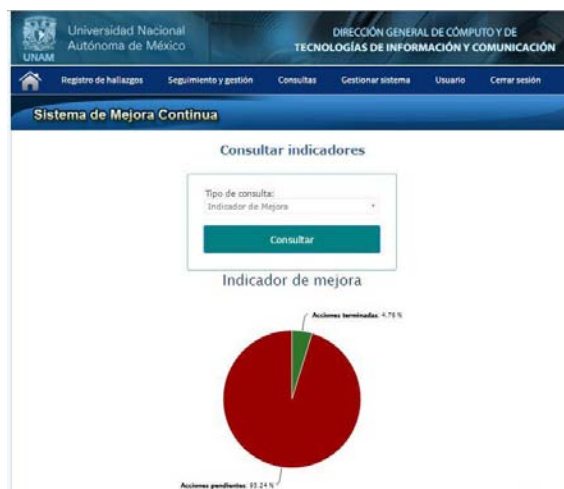 Universidad Nacional
Autónoma de México
UNAM
DIRECCIÓN GENERAL DE CÓMPUTO Y DE
TECNOLOGÍAS DE INFORMACIÓN Y COMUNICACIÓN
Registro de hallazgos Seguimiento y gestión Consultas Gestionar sistema Usuario Cerrar sesión
Sistema de Mejora Continua
Consultar indicadores
Tipo de consulta:
Indicador de Mejora
Consultar
Indicador de mejora
Acciones terminadas: 4.76 %
Acciones pendientes: 95.24 %